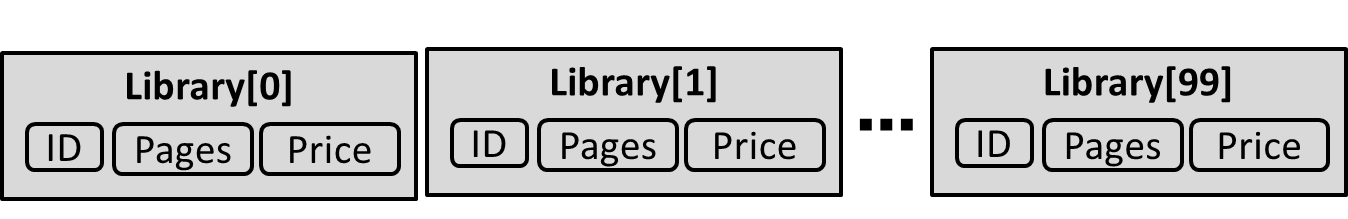 Library[0]
ID Pages Price
Library[1]
ID Pages Price
...
Library[99]
ID Pages Price